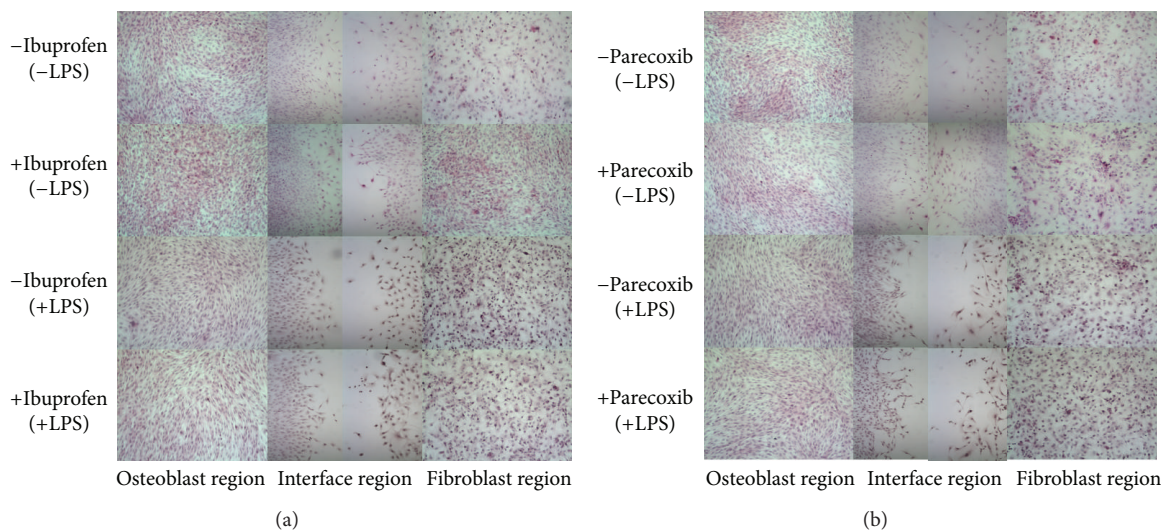 −Ibuprofen
(−LPS)
+Ibuprofen
(−LPS)
−Ibuprofen
(+LPS)
+Ibuprofen
(+LPS)
Osteoblast region Interface region Fibroblast region
(a)
−Parecoxib
(−LPS)
+Parecoxib
(−LPS)
−Parecoxib
(+LPS)
+Parecoxib
(+LPS)
Osteoblast region Interface region Fibroblast region
(b)